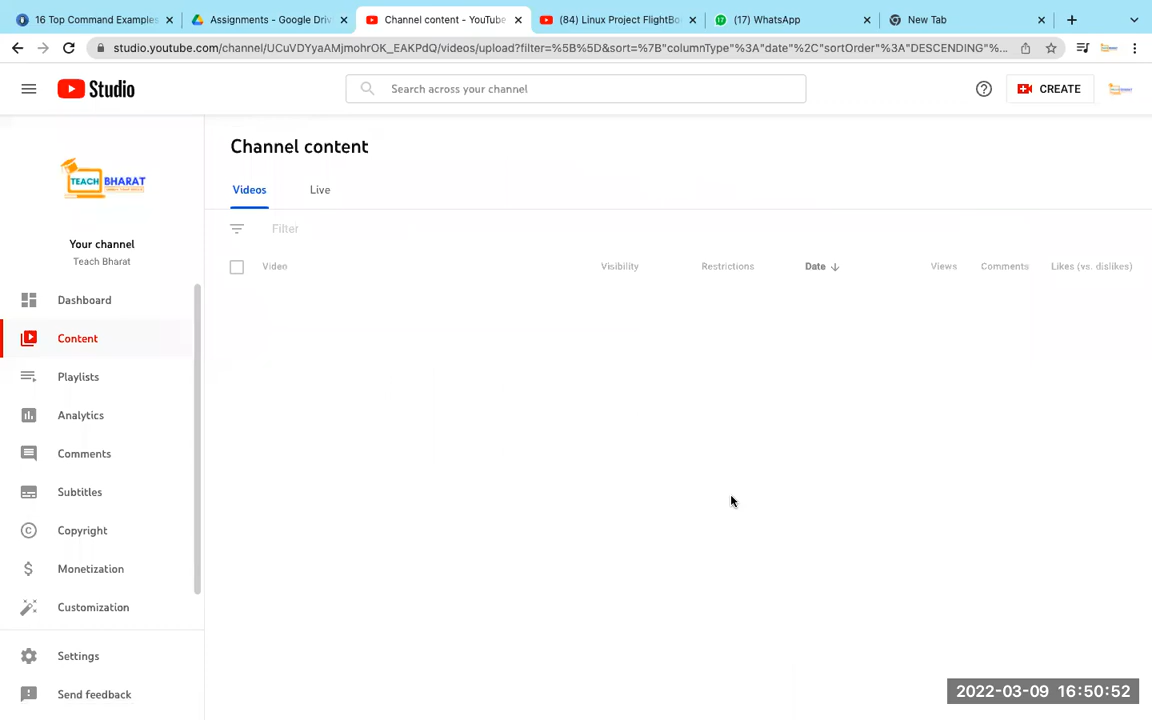 16 Top Command Examples
Assignments - Google Driv
Channel content - YouTube
(84) Linux Project FlightBo
(17) WhatsApp
New Tab
studio.youtube.com/channel/UCuVDYyaAMjmohrOK_EAKPdQ/videos/upload?filter=%5B%5D&sort=%7B"columnType"%3A"date"%2C"sortOrder"%3A"DESCENDING"%...
Studio
Search across your channel
CREATE
Channel content
Videos
Live
TEACH BHARAT
Filter
Your channel
Teach Bharat
Video
Visibility
Restrictions
Date
Views
Comments
Likes (vs. dislikes)
Dashboard
Content
Playlists
Analytics
Comments
Subtitles
Copyright
Monetization
Customization
Settings
Send feedback
2022-03-09 16:50:52